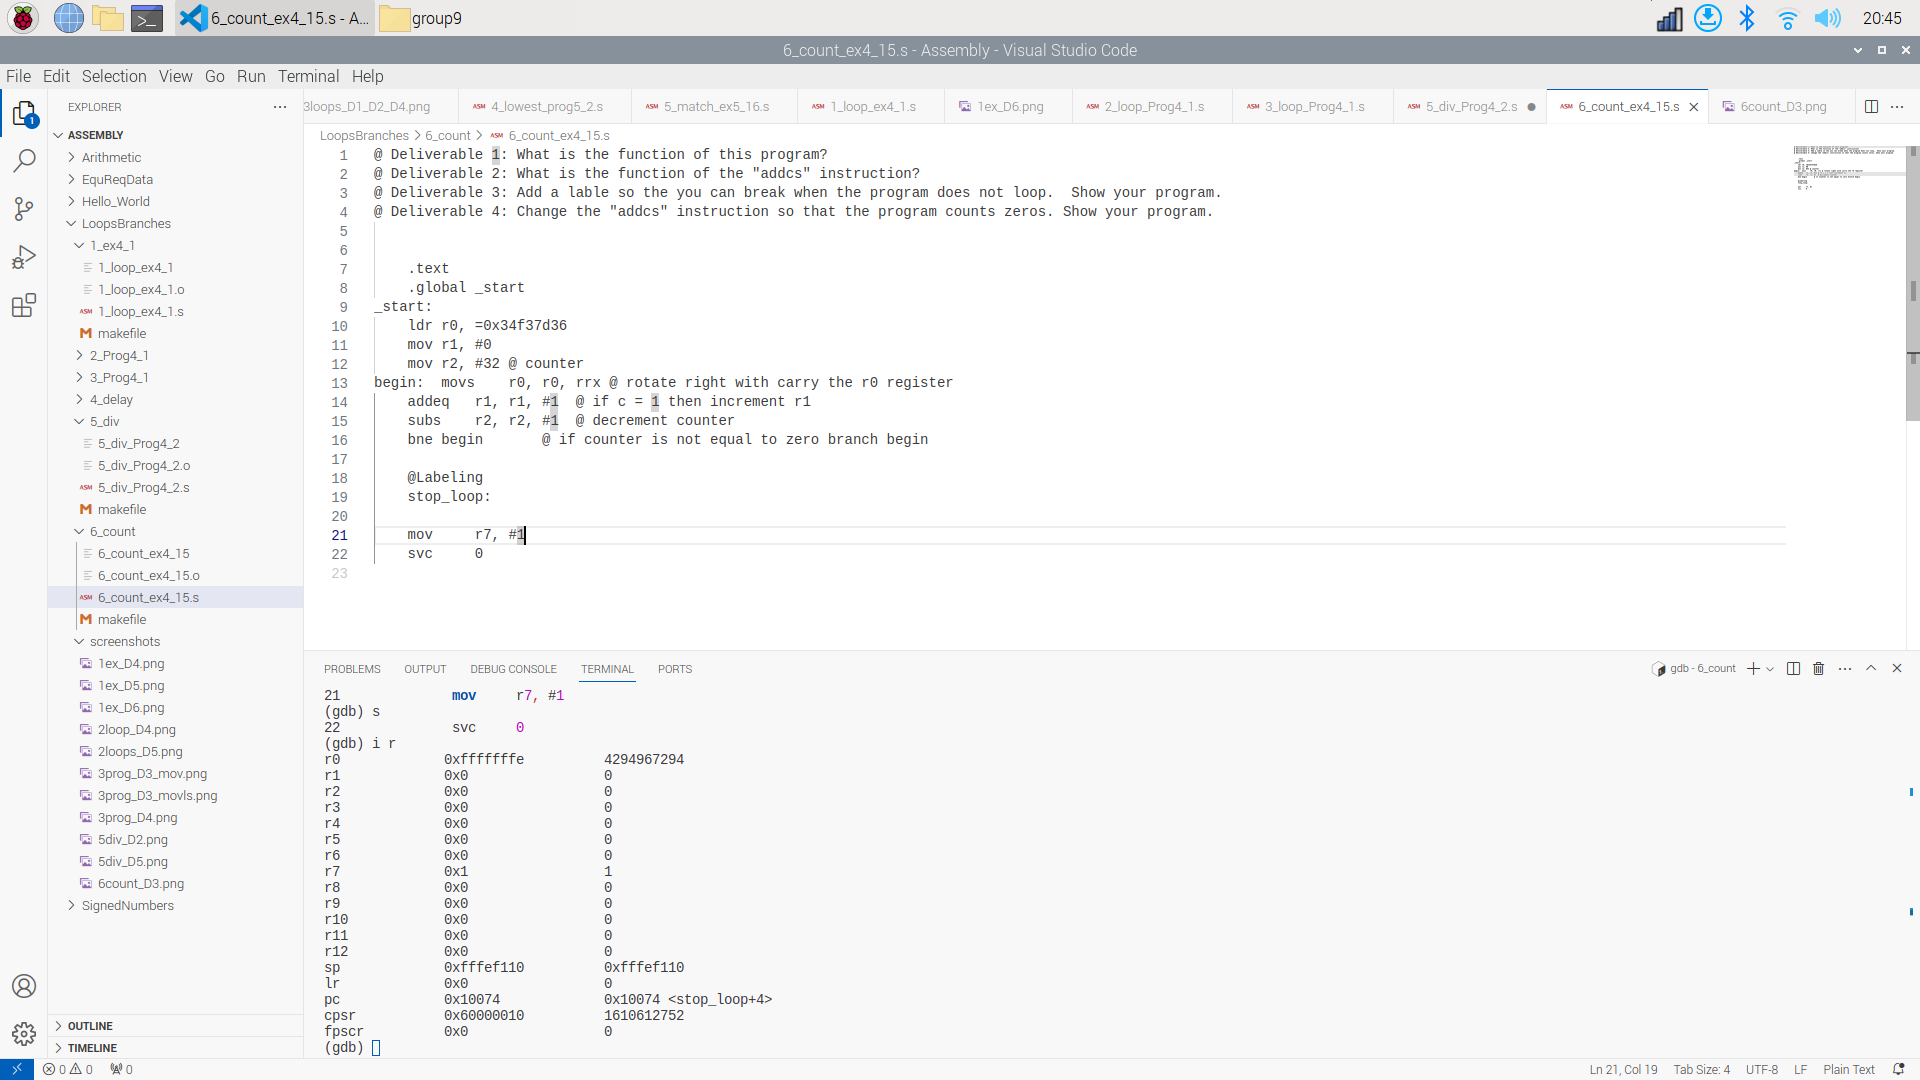 6_count_ex4_15.s - A...
group9
20:45
6_count_ex4_15.s - Assembly - Visual Studio Code
File Edit Selection View Go Run Terminal Help
EXPLORER
ASSEMBLY
Arithmetic
EquReqData
Hello_World
LoopsBranches
1_ex4_1
1_loop_ex4_1
1_loop_ex4_1.o
ASM 1_loop_ex4_1.s
M makefile
2_Prog4_1
3_Prog4_1
4_delay
5_div
5_div_Prog4_2
5_div_Prog4_2.o
ASM 5_div_Prog4_2.s
M makefile
6_count
6_count_ex4_15
6_count_ex4_15.o
ASM 6_count_ex4_15.s
M makefile
screenshots
1ex_D4.png
1ex_D5.png
1ex_D6.png
2loop_D4.png
2loops_D5.png
3prog_D3_mov.png
3prog_D3_movls.png
3prog_D4.png
5div_D2.png
5div_D5.png
6count_D3.png
SignedNumbers
OUTLINE
TIMELINE
3loops_D1_D2_D4.png ASM 4_lowest_prog5_2.s ASM 5_match_ex5_16.s ASM 1_loop_ex4_1.s 1ex_D6.png ASM 2_loop_Prog4_1.s ASM 3_loop_Prog4_1.s ASM 5_div_Prog4_2.s ASM 6_count_ex4_15.s 6count_D3.png
LoopsBranches > 6_count > ASM 6_count_ex4_15.s
1 @ Deliverable 1: What is the function of this program?
2 @ Deliverable 2: What is the function of the "addcs" instruction?
3 @ Deliverable 3: Add a lable so the you can break when the program does not loop.  Show your program.
4 @ Deliverable 4: Change the "addcs" instruction so that the program counts zeros. Show your program.
5
6
7 .text
8 .global _start
9 _start:
10 ldr r0, =0x34f37d36
11 mov r1, #0
12 mov r2, #32 @ counter
13 begin:  movs    r0, r0, rrx @ rotate right with carry the r0 register
14 addeq   r1, r1, #1  @ if c = 1 then increment r1
15 subs    r2, r2, #1  @ decrement counter
16 bne begin       @ if counter is not equal to zero branch begin
17
18 @Labeling
19 stop_loop:
20
21 mov     r7, #1
22 svc     0
23
PROBLEMS OUTPUT DEBUG CONSOLE TERMINAL PORTS
gdb - 6_count
21 mov r7, #1
(gdb) s
22 svc 0
(gdb) i r
r0 0xfffffffe 4294967294
r1 0x0 0
r2 0x0 0
r3 0x0 0
r4 0x0 0
r5 0x0 0
r6 0x0 0
r7 0x1 1
r8 0x0 0
r9 0x0 0
r10 0x0 0
r11 0x0 0
r12 0x0 0
sp 0xfffef110 0xfffef110
lr 0x0 0
pc 0x10074 0x10074 <stop_loop+4>
cpsr 0x60000010 1610612752
fpscr 0x0 0
(gdb)
0 0 0
Ln 21, Col 19 Tab Size: 4 UTF-8 LF Plain Text